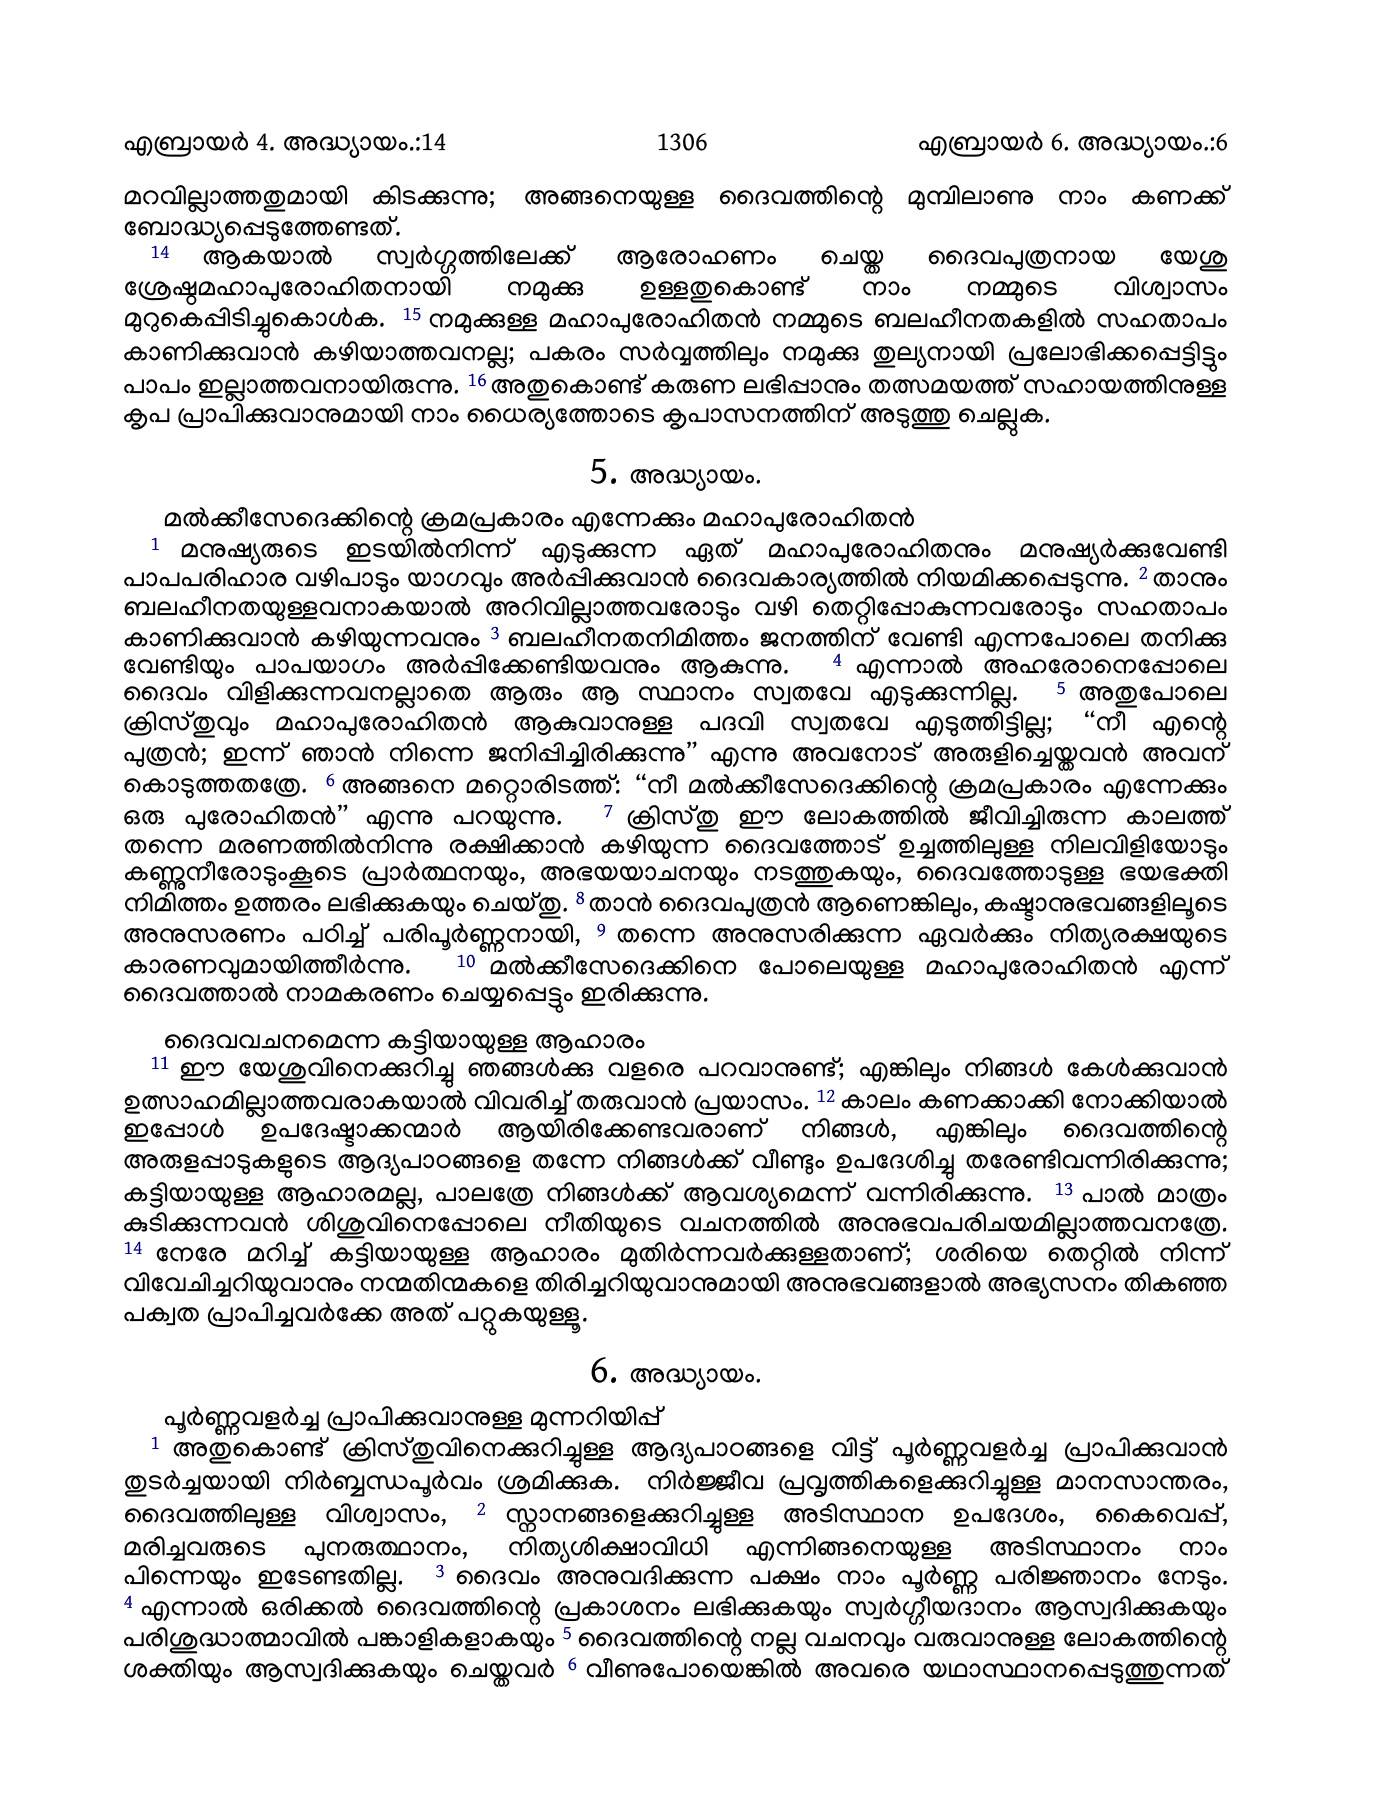 എബ്രായർ 4. അദ്ധ്യായം.:14 1306 എബ്രായർ 6. അദ്ധ്യായം.:6
മറവില്ലാത്തതുമായി കിടക്കുന്നു; അങ്ങനെയുള്ള ദൈവത്തിന്റെ മുമ്പിലാണു നാം കണക്ക്
ബോദ്ധ്യപ്പെടുത്തേണ്ടത്.
14 ആകയാൽ സ്വർഗ്ഗത്തിലേക്ക് ആരോഹണം ചെയ്ത ദൈവപുത്രനായ യേശു
ശ്രേഷ്ഠമഹാപുരോഹിതനായി നമുക്കു ഉള്ളതുകൊണ്ട് നാം നമ്മുടെ വിശ്വാസം
മുറുകെപ്പിടിച്ചുകൊൾക. 15 നമുക്കുള്ള മഹാപുരോഹിതൻ നമ്മുടെ ബലഹീനതകളിൽ സഹതാപം
കാണിക്കുവാൻ കഴിയാത്തവനല്ല; പകരം സർവ്വത്തിലും നമുക്കു തുല്യനായി പ്രലോഭിക്കപ്പെട്ടിട്ടും
പാപം ഇല്ലാത്തവനായിരുന്നു. 16 അതുകൊണ്ട് കരുണ ലഭിപ്പാനും തത്സമയത്ത് സഹായത്തിനുള്ള
കൃപ പ്രാപിക്കുവാനുമായി നാം ധൈര്യത്തോടെ കൃപാസനത്തിന് അടുത്തു ചെല്ലുക.
5. അദ്ധ്യായം.
മൽക്കീസേദെക്കിന്റെ ക്രമപ്രകാരം എന്നേക്കും മഹാപുരോഹിതൻ
1 മനുഷ്യരുടെ ഇടയിൽനിന്ന് എടുക്കുന്ന ഏത് മഹാപുരോഹിതനും മനുഷ്യർക്കുവേണ്ടി
പാപപരിഹാര വഴിപാടും യാഗവും അർപ്പിക്കുവാൻ ദൈവകാര്യത്തിൽ നിയമിക്കപ്പെടുന്നു. 2 താനും
ബലഹീനതയുള്ളവനാകയാൽ അറിവില്ലാത്തവരോടും വഴി തെറ്റിപ്പോകുന്നവരോടും സഹതാപം
കാണിക്കുവാൻ കഴിയുന്നവനും 3 ബലഹീനതനിമിത്തം ജനത്തിന് വേണ്ടി എന്നപോലെ തനിക്കു
വേണ്ടിയും പാപയാഗം അർപ്പിക്കേണ്ടിയവനും ആകുന്നു. 4 എന്നാൽ അഹരോനെപ്പോലെ
ദൈവം വിളിക്കുന്നവനല്ലാതെ ആരും ആ സ്ഥാനം സ്വതവേ എടുക്കുന്നില്ല. 5 അതുപോലെ
ക്രിസ്തുവും മഹാപുരോഹിതൻ ആകുവാനുള്ള പദവി സ്വതവേ എടുത്തിട്ടില്ല; “നീ എന്റെ
പുത്രൻ; ഇന്ന് ഞാൻ നിന്നെ ജനിപ്പിച്ചിരിക്കുന്നു” എന്നു അവനോട് അരുളിച്ചെയ്തവൻ അവന്
കൊടുത്തതത്രേ. 6 അങ്ങനെ മറ്റൊരിടത്ത്: “നീ മൽക്കീസേദെക്കിന്റെ ക്രമപ്രകാരം എന്നേക്കും
ഒരു പുരോഹിതൻ” എന്നു പറയുന്നു. 7 ക്രിസ്തു ഈ ലോകത്തിൽ ജീവിച്ചിരുന്ന കാലത്ത്
തന്നെ മരണത്തിൽനിന്നു രക്ഷിക്കാൻ കഴിയുന്ന ദൈവത്തോട് ഉച്ചത്തിലുള്ള നിലവിളിയോടും
കണ്ണുനീരോടുംകൂടെ പ്രാർത്ഥനയും, അഭയയാചനയും നടത്തുകയും, ദൈവത്തോടുള്ള ഭയഭക്തി
നിമിത്തം ഉത്തരം ലഭിക്കുകയും ചെയ്തു. 8 താൻ ദൈവപുത്രൻ ആണെങ്കിലും, കഷ്ടാനുഭവങ്ങളിലൂടെ
അനുസരണം പഠിച്ച് പരിപൂർണ്ണനായി, 9 തന്നെ അനുസരിക്കുന്ന ഏവർക്കും നിത്യരക്ഷയുടെ
കാരണവുമായിത്തീർന്നു. 10 മൽക്കീസേദെക്കിനെ പോലെയുള്ള മഹാപുരോഹിതൻ എന്ന്
ദൈവത്താൽ നാമകരണം ചെയ്യപ്പെട്ടും ഇരിക്കുന്നു.
ദൈവവചനമെന്ന കട്ടിയായുള്ള ആഹാരം
11 ഈ യേശുവിനെക്കുറിച്ചു ഞങ്ങൾക്കു വളരെ പറവാനുണ്ട്; എങ്കിലും നിങ്ങൾ കേൾക്കുവാൻ
ഉത്സാഹമില്ലാത്തവരാകയാൽ വിവരിച്ച് തരുവാൻ പ്രയാസം. 12 കാലം കണക്കാക്കി നോക്കിയാൽ
ഇപ്പോൾ ഉപദേഷ്ടാക്കന്മാർ ആയിരിക്കേണ്ടവരാണ് നിങ്ങൾ, എങ്കിലും ദൈവത്തിന്റെ
അരുളപ്പാടുകളുടെ ആദ്യപാഠങ്ങളെ തന്നേ നിങ്ങൾക്ക് വീണ്ടും ഉപദേശിച്ചു തരേണ്ടിവന്നിരിക്കുന്നു;
കട്ടിയായുള്ള ആഹാരമല്ല, പാലത്രേ നിങ്ങൾക്ക് ആവശ്യമെന്ന് വന്നിരിക്കുന്നു. 13 പാൽ മാത്രം
കുടിക്കുന്നവൻ ശിശുവിനെപ്പോലെ നീതിയുടെ വചനത്തിൽ അനുഭവപരിചയമില്ലാത്തവനത്രേ.
14 നേരേ മറിച്ച് കട്ടിയായുള്ള ആഹാരം മുതിർന്നവർക്കുള്ളതാണ്; ശരിയെ തെറ്റിൽ നിന്ന്
വിവേചിച്ചറിയുവാനും നന്മതിന്മകളെ തിരിച്ചറിയുവാനുമായി അനുഭവങ്ങളാൽ അഭ്യസനം തികഞ്ഞ
പക്വത പ്രാപിച്ചവർക്കേ അത് പറ്റുകയുള്ളൂ.
6. അദ്ധ്യായം.
പൂർണ്ണവളർച്ച പ്രാപിക്കുവാനുള്ള മുന്നറിയിപ്പ്
1 അതുകൊണ്ട് ക്രിസ്തുവിനെക്കുറിച്ചുള്ള ആദ്യപാഠങ്ങളെ വിട്ട് പൂർണ്ണവളർച്ച പ്രാപിക്കുവാൻ
തുടർച്ചയായി നിർബ്ബന്ധപൂർവം ശ്രമിക്കുക. നിർജ്ജീവ പ്രവൃത്തികളെക്കുറിച്ചുള്ള മാനസാന്തരം,
ദൈവത്തിലുള്ള വിശ്വാസം, 2 സ്നാനങ്ങളെക്കുറിച്ചുള്ള അടിസ്ഥാന ഉപദേശം, കൈവെപ്പ്,
മരിച്ചവരുടെ പുനരുത്ഥാനം, നിത്യശിക്ഷാവിധി എന്നിങ്ങനെയുള്ള അടിസ്ഥാനം നാം
പിന്നെയും ഇടേണ്ടതില്ല. 3 ദൈവം അനുവദിക്കുന്ന പക്ഷം നാം പൂർണ്ണ പരിജ്ഞാനം നേടും.
4 എന്നാൽ ഒരിക്കൽ ദൈവത്തിന്റെ പ്രകാശനം ലഭിക്കുകയും സ്വർഗ്ഗീയദാനം ആസ്വദിക്കുകയും
പരിശുദ്ധാത്മാവിൽ പങ്കാളികളാകയും 5 ദൈവത്തിന്റെ നല്ല വചനവും വരുവാനുള്ള ലോകത്തിന്റെ
ശക്തിയും ആസ്വദിക്കുകയും ചെയ്തവർ 6 വീണുപോയെങ്കിൽ അവരെ യഥാസ്ഥാനപ്പെടുത്തുന്നത്